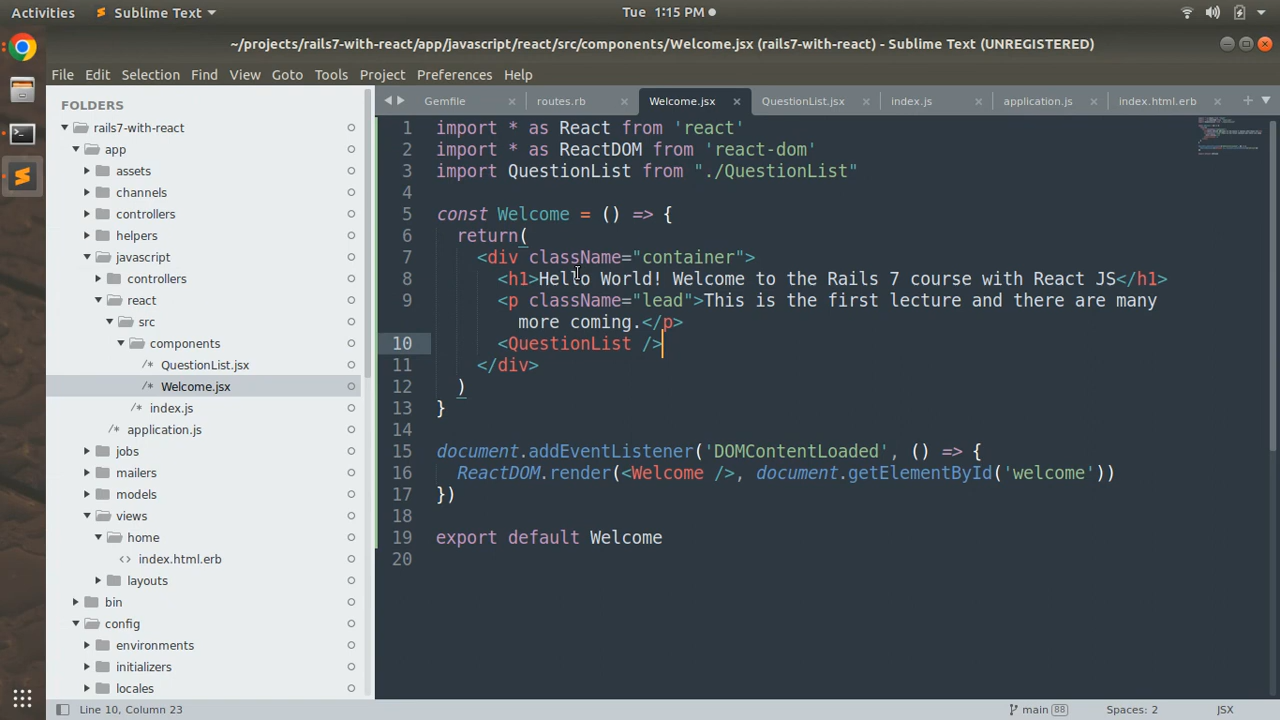 Activities Sublime Text Tue 1:15 PM
~/projects/rails7-with-react/app/javascript/react/src/components/Welcome.jsx (rails7-with-react) - Sublime Text (UNREGISTERED)
File Edit Selection Find View Goto Tools Project Preferences Help
FOLDERS
rails7-with-react
app
assets
channels
controllers
helpers
javascript
controllers
react
src
components
/* QuestionList.jsx
/* Welcome.jsx
/* index.js
/* application.js
jobs
mailers
models
views
home
<> index.html.erb
layouts
bin
config
environments
initializers
locales
Gemfile routes.rb Welcome.jsx QuestionList.jsx index.js application.js index.html.erb
1 import * as React from 'react'
2 import * as ReactDOM from 'react-dom'
3 import QuestionList from "./QuestionList"
4
5 const Welcome = () => {
6 return(
7 <div className="container">
8 <h1>Hello World! Welcome to the Rails 7 course with React JS</h1>
9 <p className="lead">This is the first lecture and there are many
more coming.</p>
10 <QuestionList />
11 </div>
12 )
13 }
14
15 document.addEventListener('DOMContentLoaded', () => {
16 ReactDOM.render(<Welcome />, document.getElementById('welcome'))
17 })
18
19 export default Welcome
20
Line 10, Column 23 main 88 Spaces: 2 JSX